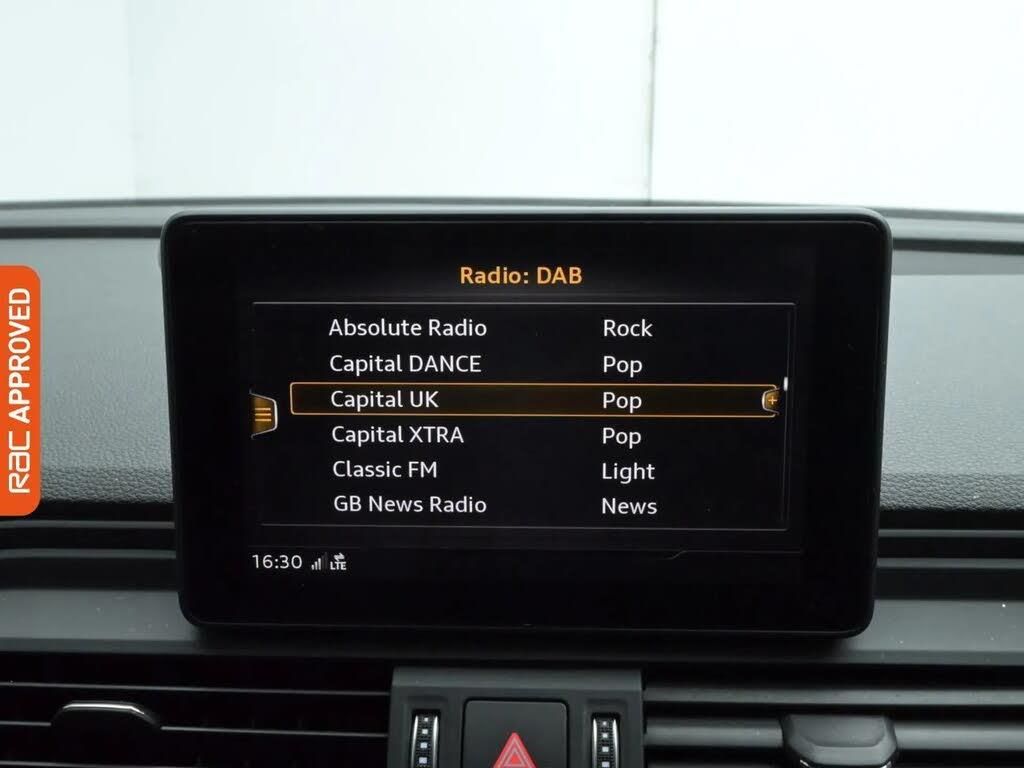 Radio: DAB
Absolute Radio Rock
Capital DANCE Pop
Capital UK Pop
Capital XTRA Pop
Classic FM Light
GB News Radio News
16:30 LTE
RAC APPROVED